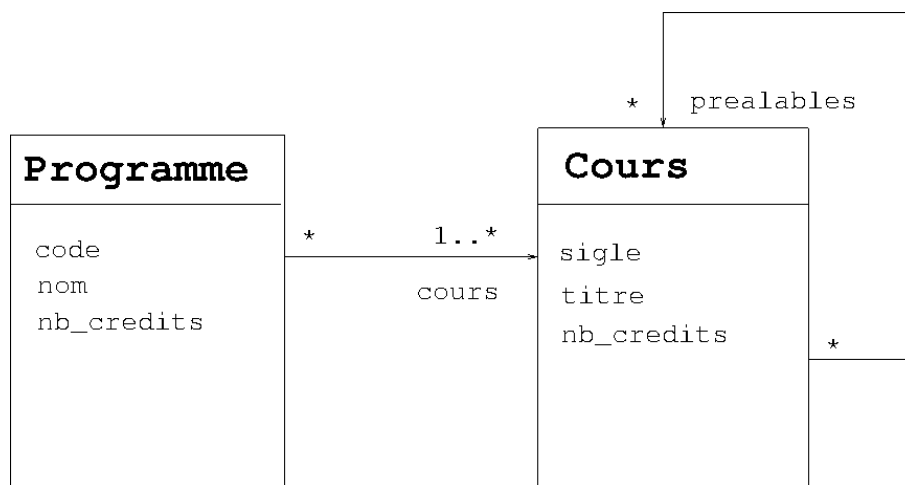 * prealables
Programme
Cours
code
nom
nb_credits
* 1..*
cours
sigle
titre
nb_credits
*